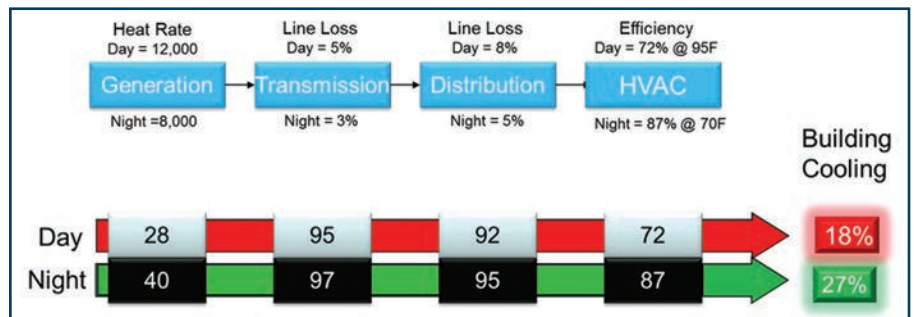 Heat Rate
Day = 12,000
Line Loss
Day = 5%
Line Loss
Day = 8%
Efficiency
Day = 72% @ 95F
Generation
Transmission
Distribution
HVAC
Night =8,000
Night = 3%
Night = 5%
Night = 87% @ 70F
Building
Cooling
Day 28 95 92 72 18%
Night 40 97 95 87 27%